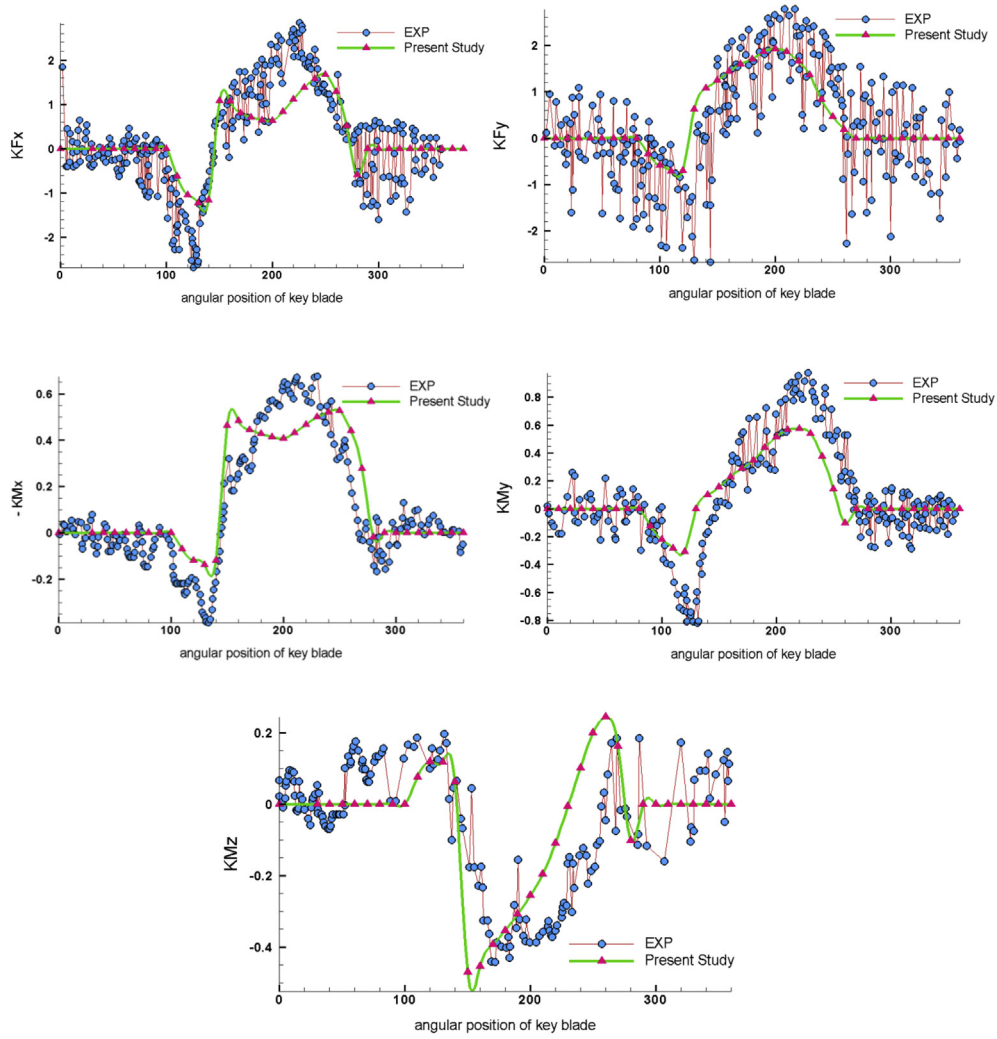 EXP
Present Study
KFx
2
1
0
-1
-2
0
100
200
300
angular position of key blade
EXP
Present Study
KFy
2
1
0
-1
-2
0
100
200
300
angular position of key blade
EXP
Present Study
- KMx
0.6
0.4
0.2
0
-0.2
0
100
200
300
angular position of key blade
EXP
Present Study
KMy
0.8
0.6
0.4
0.2
0
-0.2
-0.4
-0.6
-0.8
0
100
200
300
angular position of key blade
KMz
0.2
0
-0.2
-0.4
EXP
Present Study
0
100
200
300
angular position of key blade